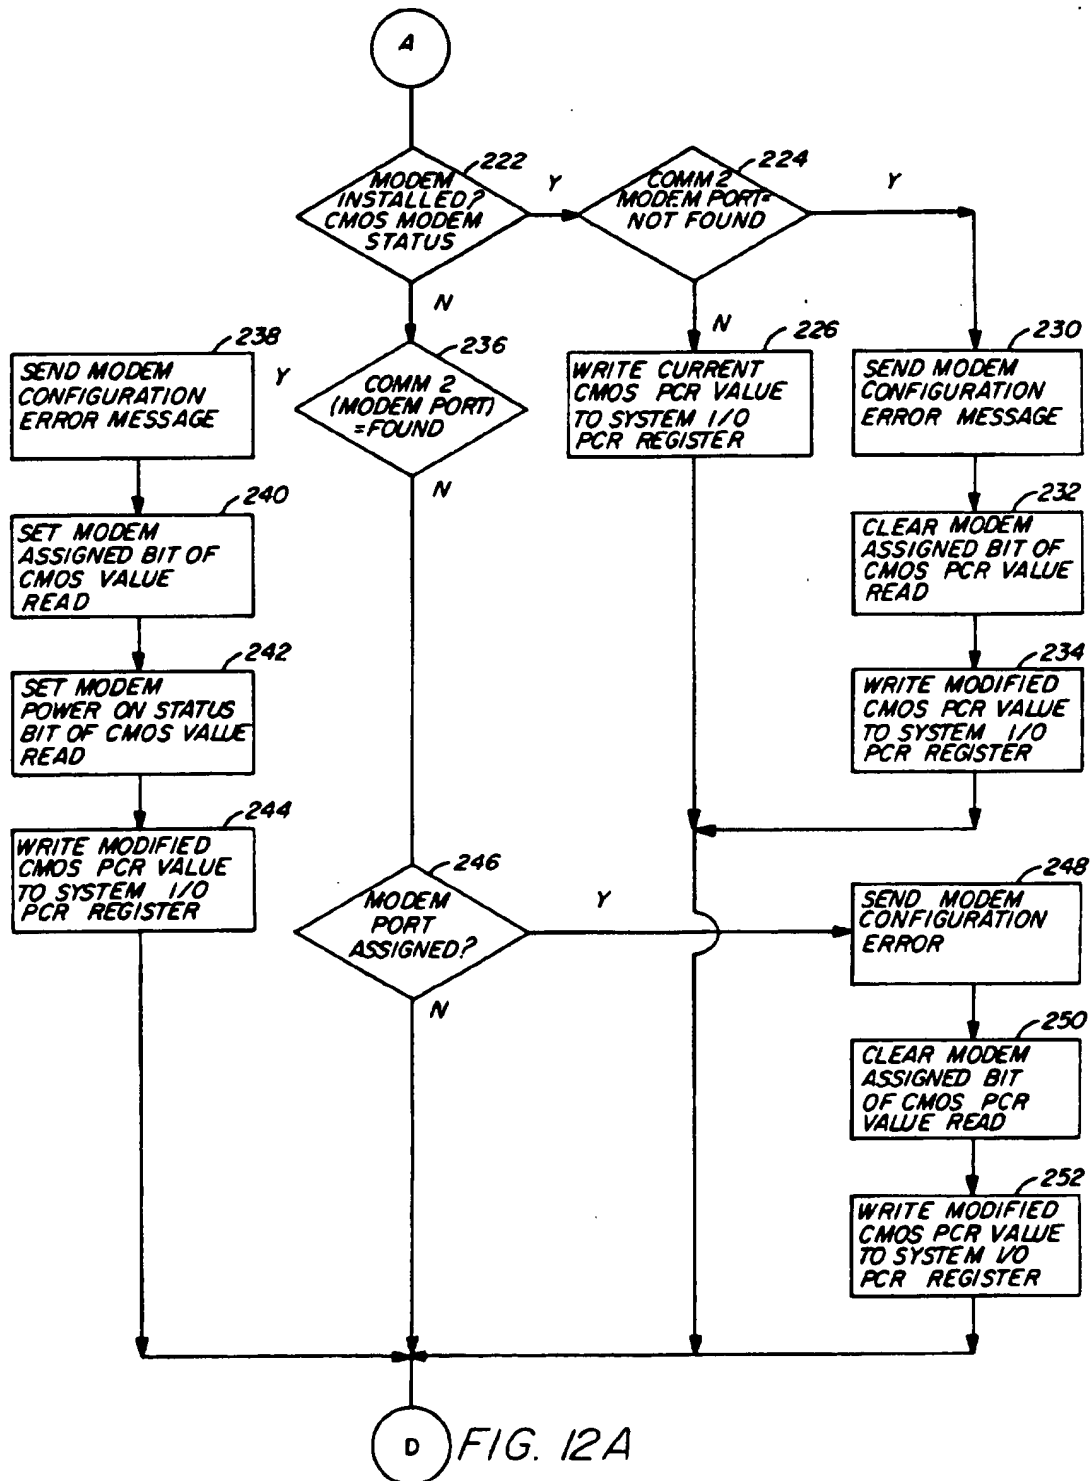 A
222
MODEM
INSTALLED?
CMOS MODEM
STATUS
Y
224
COMM 2
MODEM PORT=
NOT FOUND
Y
N
N
238
SEND MODEM
CONFIGURATION
ERROR MESSAGE
Y
236
COMM 2
(MODEM PORT)
=FOUND
N
226
WRITE CURRENT
CMOS PCR VALUE
TO SYSTEM I/O
PCR REGISTER
230
SEND MODEM
CONFIGURATION
ERROR MESSAGE
240
SET MODEM
ASSIGNED BIT OF
CMOS VALUE
READ
232
CLEAR MODEM
ASSIGNED BIT OF
CMOS PCR VALUE
READ
242
SET MODEM
POWER ON STATUS
BIT OF CMOS VALUE
READ
234
WRITE MODIFIED
CMOS PCR VALUE
TO SYSTEM I/O
PCR REGISTER
244
WRITE MODIFIED
CMOS PCR VALUE
TO SYSTEM I/O
PCR REGISTER
246
MODEM
PORT
ASSIGNED?
Y
N
248
SEND MODEM
CONFIGURATION
ERROR
250
CLEAR MODEM
ASSIGNED BIT
OF CMOS PCR
VALUE READ
252
WRITE MODIFIED
CMOS PCR VALUE
TO SYSTEM I/O
PCR REGISTER
D
FIG. 12A